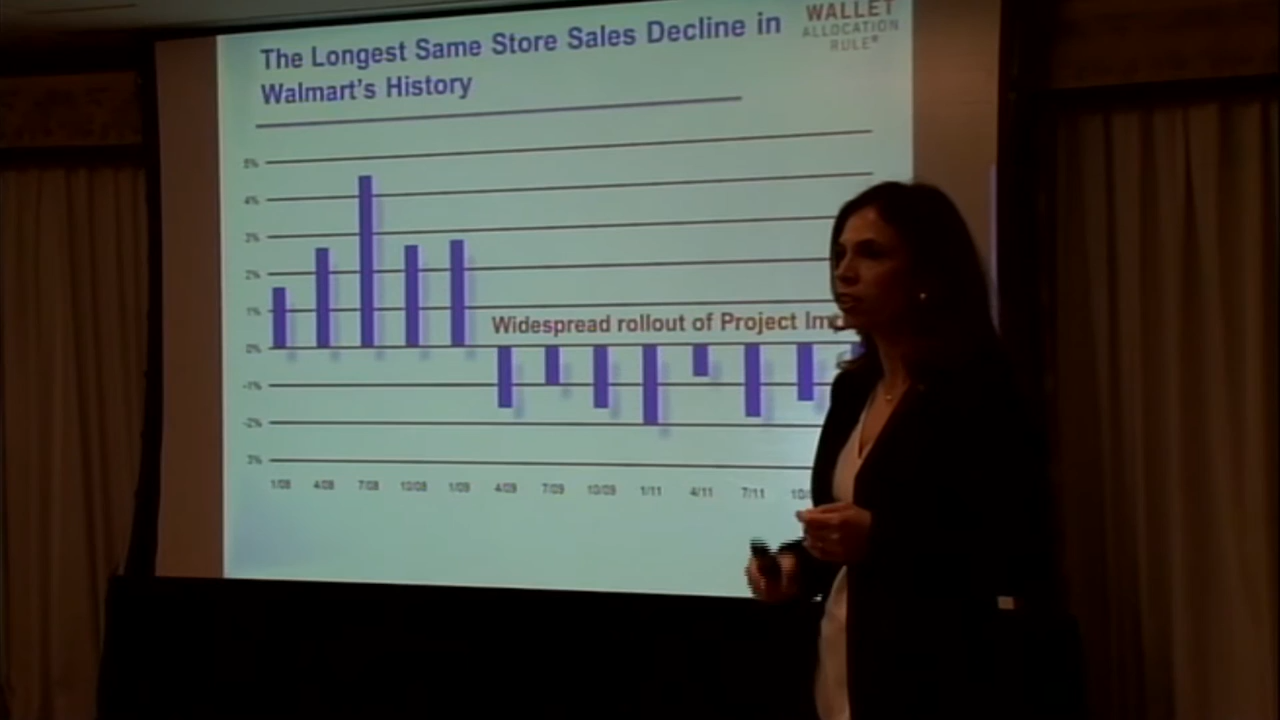 The Longest Same Store Sales Decline in
Walmart's History
WALLET
ALLOCATION
RULE®
5%
4%
3%
2%
1%
0%
-1%
-2%
3%
Widespread rollout of Project Imp
1/08 4/08 7/08 10/08 1/09 4/09 7/09 10/09 1/11 4/11 7/11